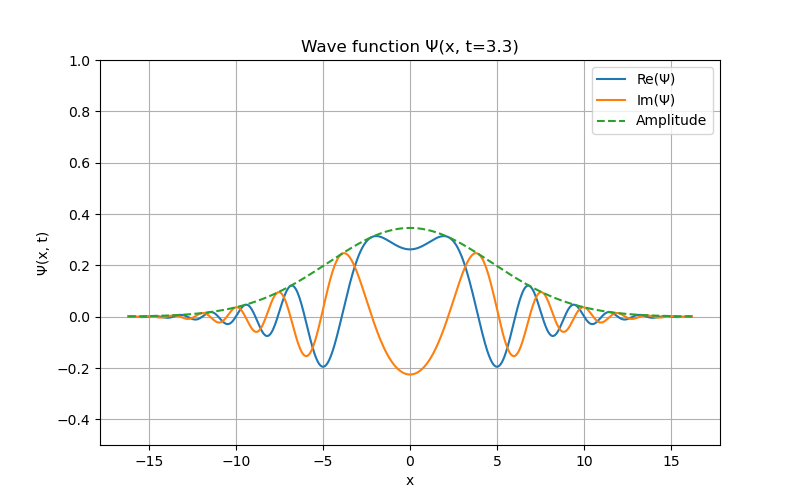 Wave function Ψ(x, t=3.3)
Re(Ψ)
Im(Ψ)
Amplitude
Ψ(x, t)
1.0
0.8
0.6
0.4
0.2
0.0
−0.2
−0.4
−15 −10 −5 0 5 10 15
x